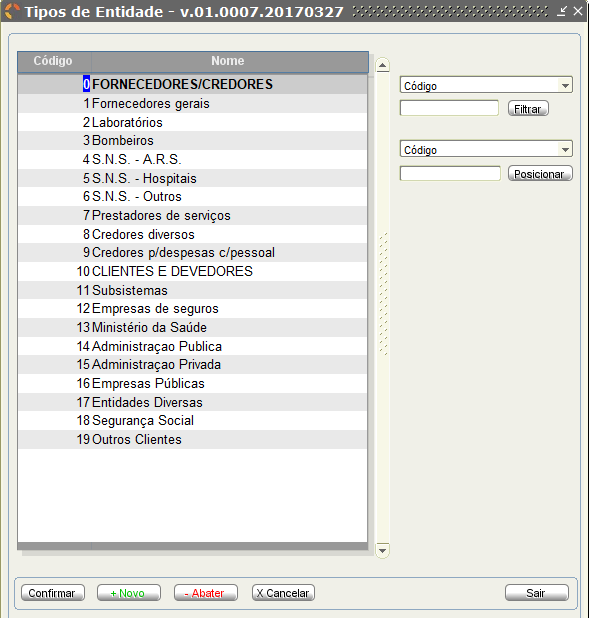 Tipos de Entidade - v.01.0007.20170327
Código Nome
0 FORNECEDORES/CREDORES
1 Fornecedores gerais
2 Laboratórios
3 Bombeiros
4 S.N.S. - A.R.S.
5 S.N.S. - Hospitais
6 S.N.S. - Outros
7 Prestadores de serviços
8 Credores diversos
9 Credores p/despesas c/pessoal
10 CLIENTES E DEVEDORES
11 Subsistemas
12 Empresas de seguros
13 Ministério da Saúde
14 Administraçao Publica
15 Administraçao Privada
16 Empresas Públicas
17 Entidades Diversas
18 Segurança Social
19 Outros Clientes
Código
Filtrar
Código
Posicionar
Confirmar + Novo - Abater X Cancelar Sair